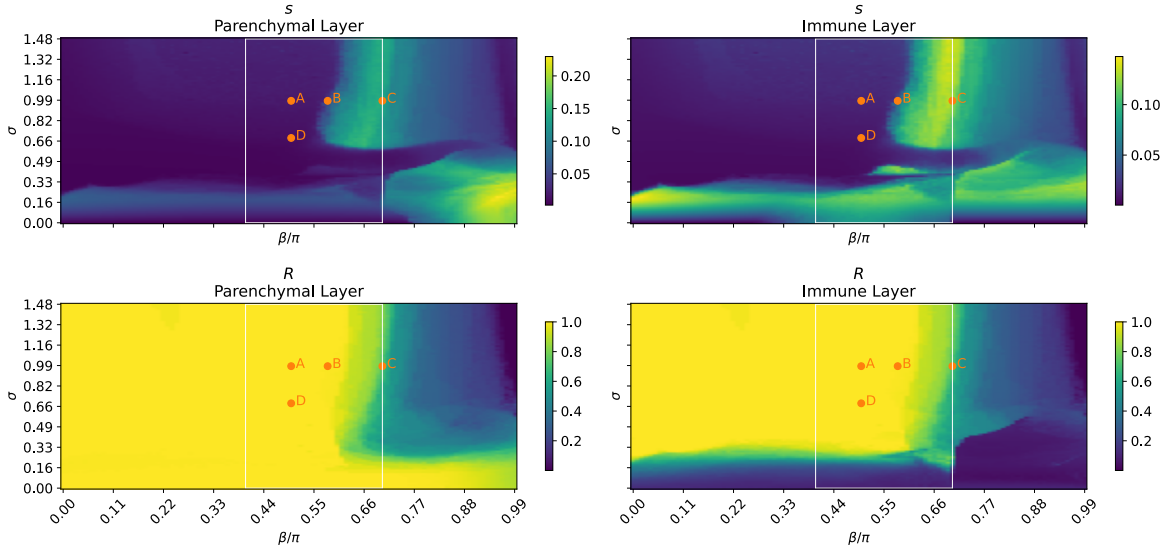 s
Parenchymal Layer
1.48
1.32
1.16
0.99
0.82
0.66
0.49
0.33
0.16
0.00
σ
A
B
C
D
β/π
0.20
0.15
0.10
0.05
s
Immune Layer
1.48
1.32
1.16
0.99
0.82
0.66
0.49
0.33
0.16
0.00
σ
A
B
C
D
β/π
0.10
0.05
R
Parenchymal Layer
1.48
1.32
1.16
0.99
0.82
0.66
0.49
0.33
0.16
0.00
σ
A
B
C
D
0.00
0.11
0.22
0.33
0.44
0.55
0.66
0.77
0.88
0.99
β/π
1.0
0.8
0.6
0.4
0.2
R
Immune Layer
1.48
1.32
1.16
0.99
0.82
0.66
0.49
0.33
0.16
0.00
σ
A
B
C
D
0.00
0.11
0.22
0.33
0.44
0.55
0.66
0.77
0.88
0.99
β/π
1.0
0.8
0.6
0.4
0.2